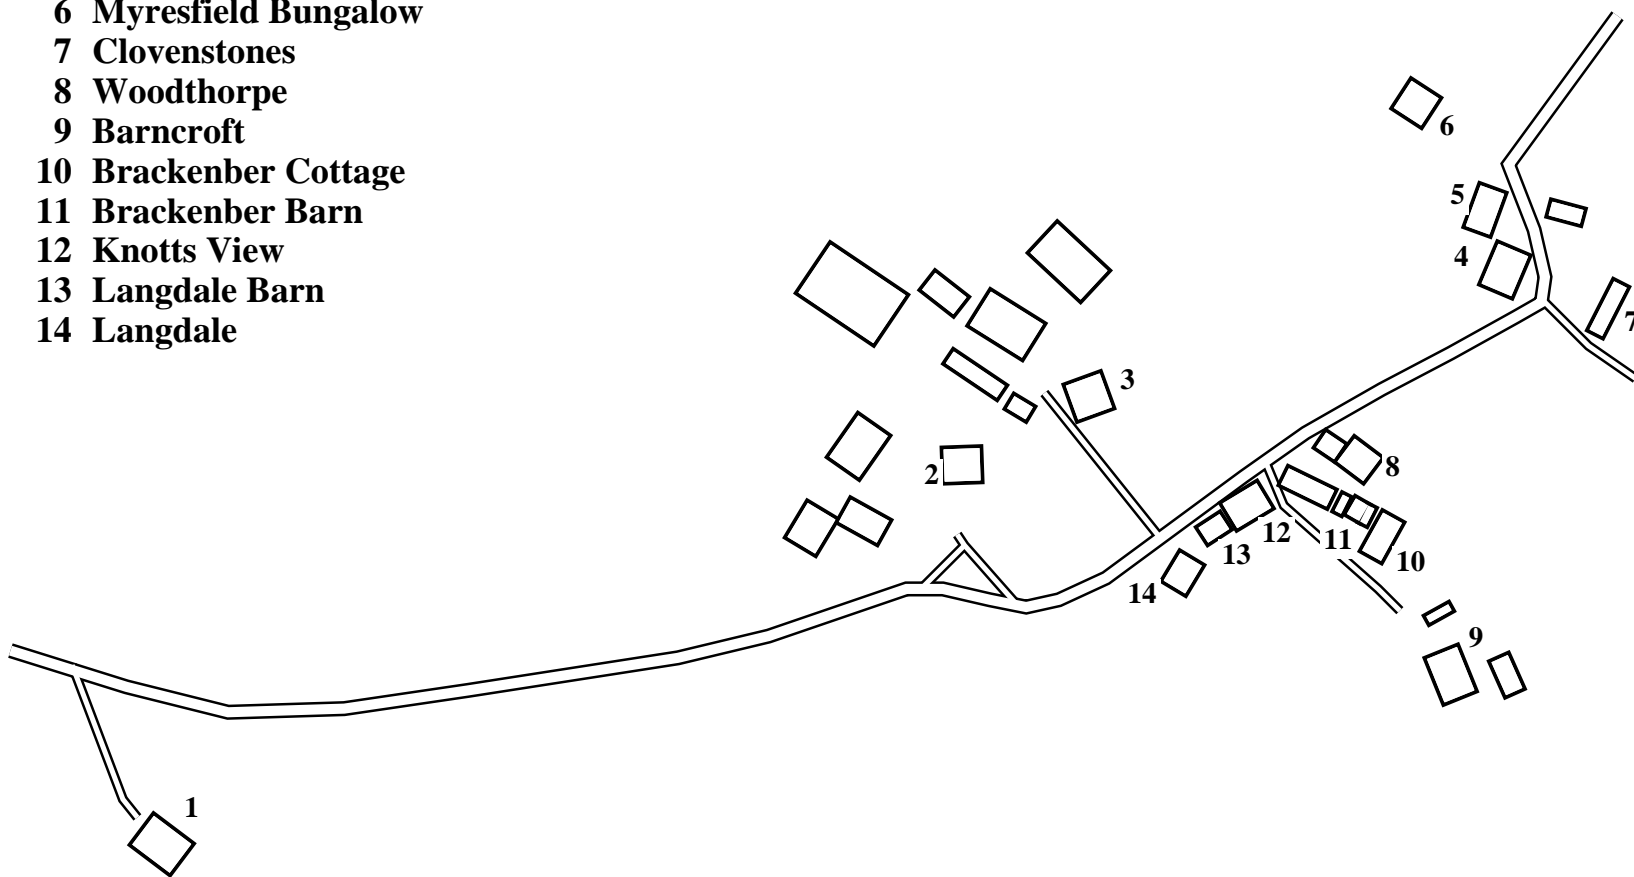 6 Myresfield Bungalow
7 Clovenstones
8 Woodthorpe
9 Barncroft
10 Brackenber Cottage
11 Brackenber Barn
12 Knotts View
13 Langdale Barn
14 Langdale
6
5
4
7
3
2
8
12
11
13
10
14
9
1